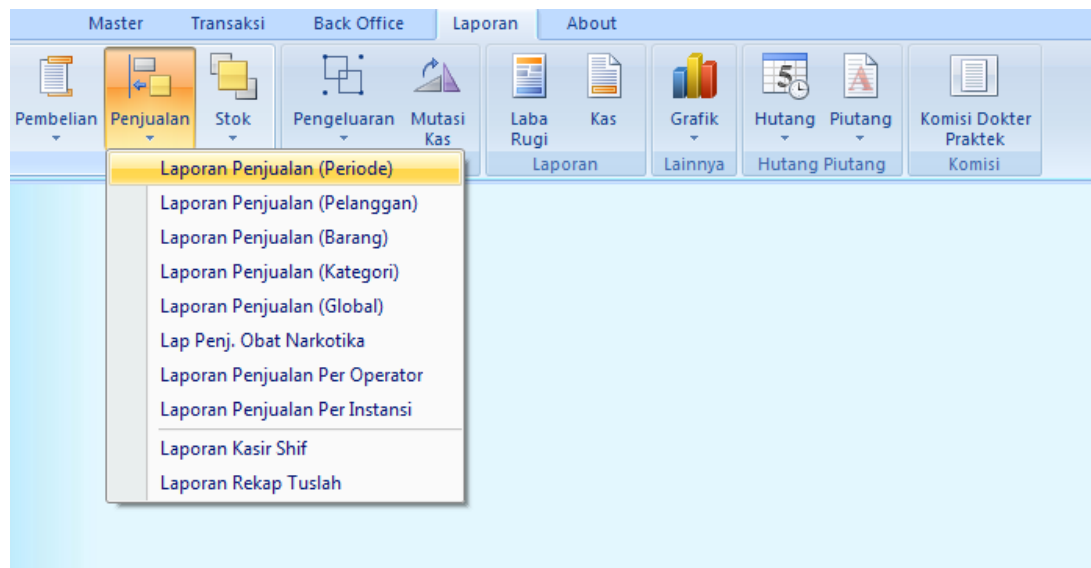 Master Transaksi Back Office Laporan About
Pembelian Penjualan Stok Pengeluaran Mutasi Kas Laba Rugi Kas Grafik Hutang Piutang Komisi Dokter Praktek
Laporan Lainnya Hutang Piutang Komisi
Laporan Penjualan (Periode)
Laporan Penjualan (Pelanggan)
Laporan Penjualan (Barang)
Laporan Penjualan (Kategori)
Laporan Penjualan (Global)
Lap Penj. Obat Narkotika
Laporan Penjualan Per Operator
Laporan Penjualan Per Instansi
Laporan Kasir Shif
Laporan Rekap Tuslah